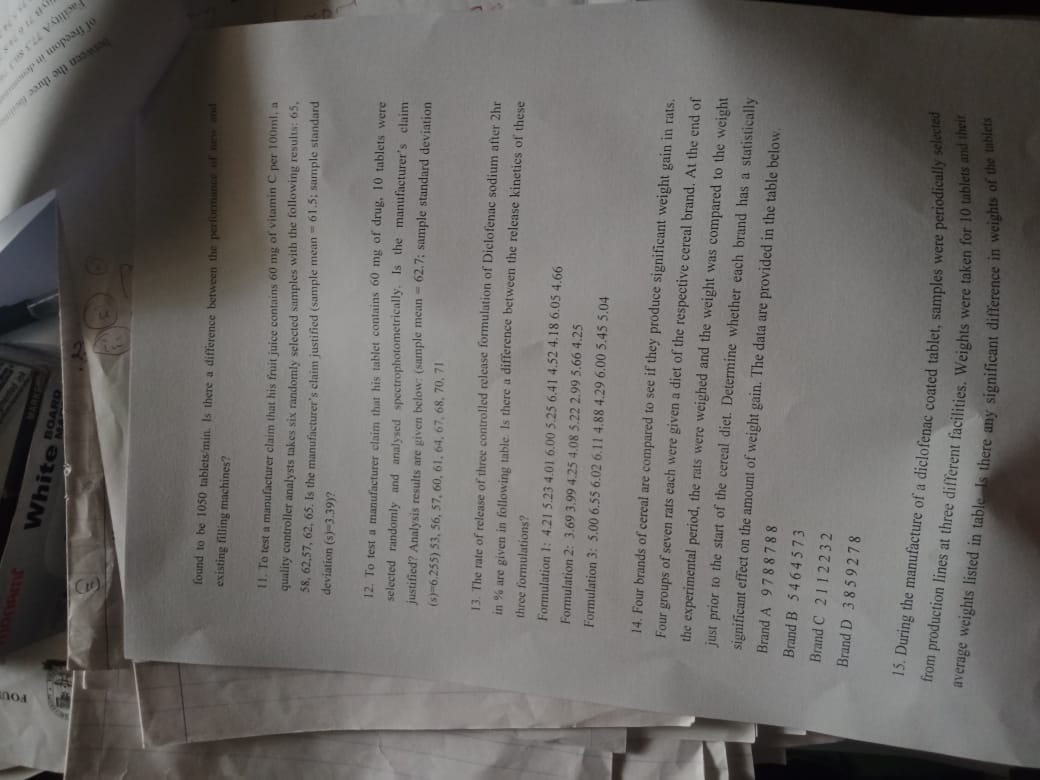 White BOARD
found to be 1050 tablets/min. Is there a difference between the performance of new and
existing filling machines?
11. To test a manufacturer claim that his fruit juice contains 60 mg of vitamin C per 100ml, a
quality controller analysts takes six randomly selected samples with the following results: 65,
58, 62,57, 62, 65. Is the manufacturer's claim justified (sample mean = 61.5; sample standard
deviation (s)=3.39)?
12. To test a manufacturer claim that his tablet contains 60 mg of drug, 10 tablets were
selected randomly and analysed spectrophotometrically. Is the manufacturer's claim
justified? Analysis results are given below: (sample mean = 62.7; sample standard deviation
(s)=6.255) 53, 56, 57, 60, 61, 64, 67, 68, 70, 71
13. The rate of release of three controlled release formulation of Diclofenac sodium after 2hr
in % are given in following table. Is there a difference between the release kinetics of these
three formulations?
Formulation 1: 4.21 5.23 4.01 6.00 5.25 6.41 4.52 4.18 6.05 4.66
Formulation 2: 3.69 3.99 4.25 4.08 5.22 2.99 5.66 4.25
Formulation 3: 5.00 6.55 6.02 6.11 4.88 4.29 6.00 5.45 5.04
14. Four brands of cereal are compared to see if they produce significant weight gain in rats.
Four groups of seven rats each were given a diet of the respective cereal brand. At the end of
the experimental period, the rats were weighed and the weight was compared to the weight
just prior to the start of the cereal diet. Determine whether each brand has a statistically
significant effect on the amount of weight gain. The data are provided in the table below.
Brand A 9 7 8 8 7 8 8
Brand B 5 4 6 4 5 7 3
Brand C 2 1 1 2 2 3 2
Brand D 3 8 5 9 2 7 8
15. During the manufacture of a diclofenac coated tablet, samples were periodically selected
from production lines at three different facilities. Weights were taken for 10 tablets and their
average weights listed in table. Is there any significant difference in weights of the tablets
between the three
of freedom in